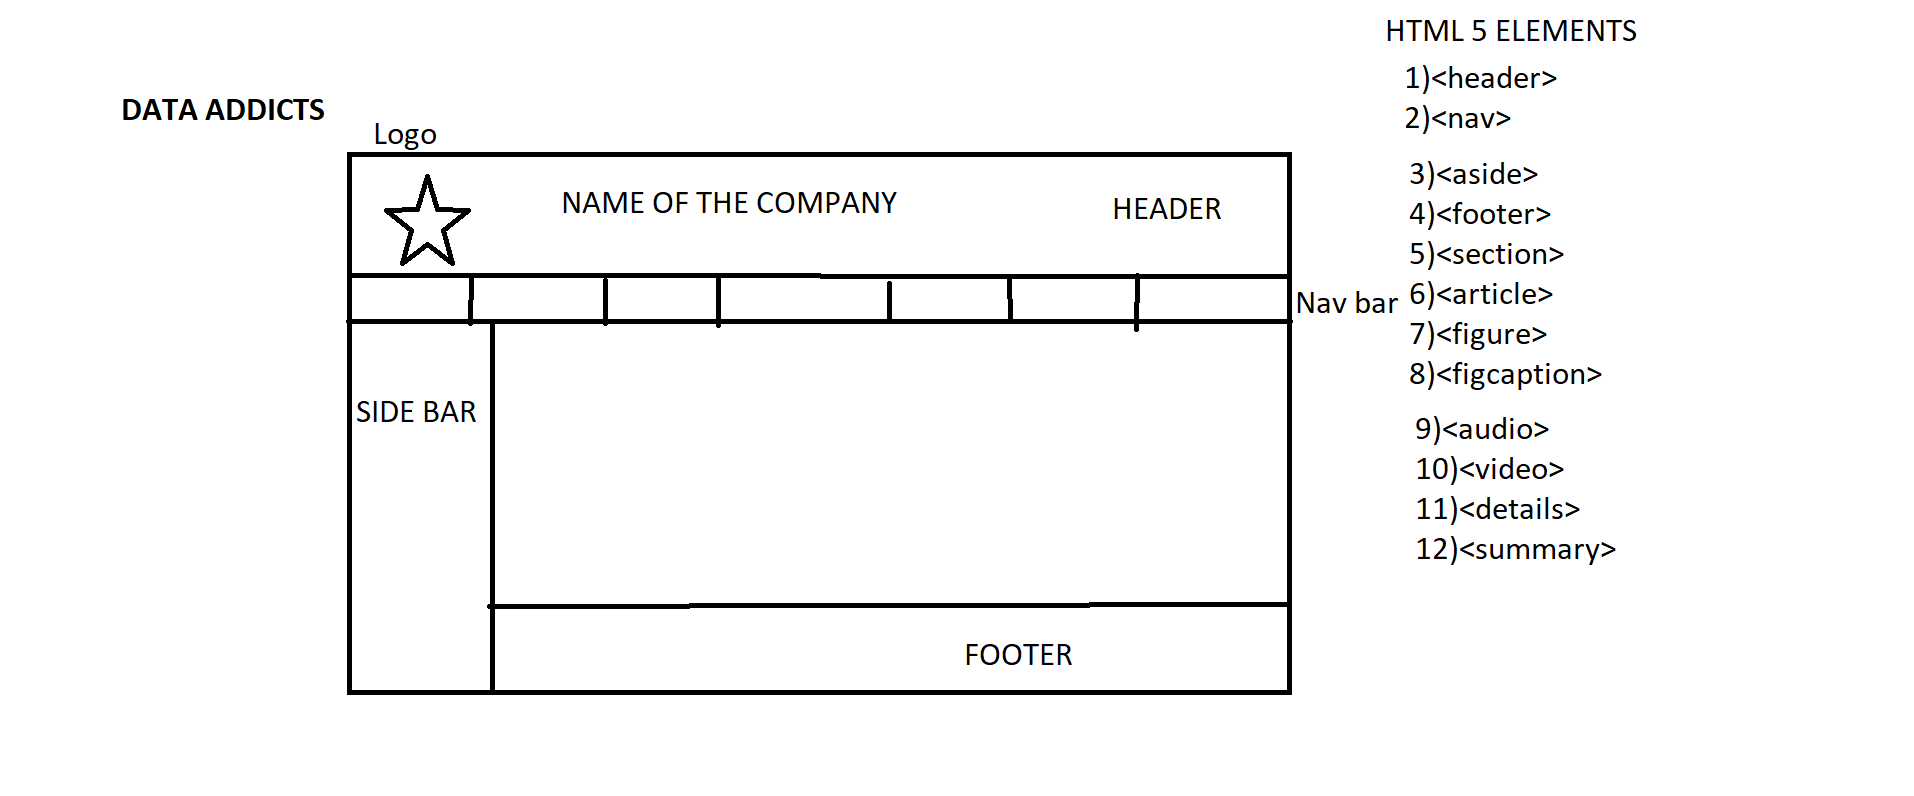 DATA ADDICTS
Logo
NAME OF THE COMPANY
HEADER
Nav bar
SIDE BAR
FOOTER
HTML 5 ELEMENTS
1)<header>
2)<nav>
3)<aside>
4)<footer>
5)<section>
6)<article>
7)<figure>
8)<figcaption>
9)<audio>
10)<video>
11)<details>
12)<summary>